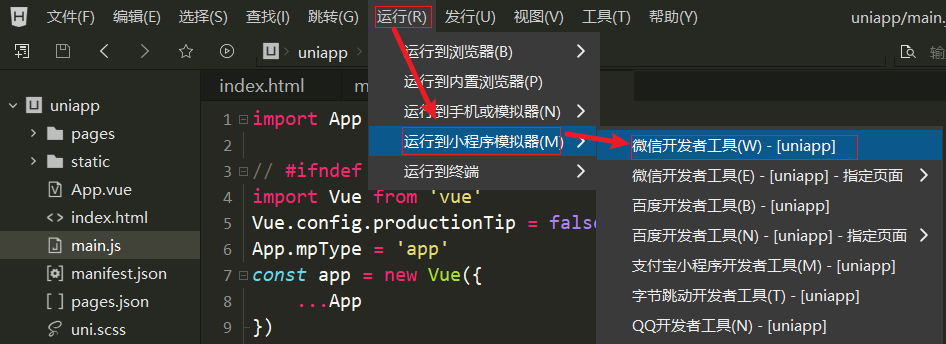 文件(F) 编辑(E) 选择(S) 查找(I) 跳转(G) 运行(R) 发行(U) 视图(V) 工具(T) 帮助(Y) uniapp/main.
uniapp
index.html
运行到浏览器(B)
运行到内置浏览器(P)
运行到手机或模拟器(N)
运行到小程序模拟器(M)
运行到终端
微信开发者工具(W) - [uniapp]
微信开发者工具(E) - [uniapp] - 指定页面
百度开发者工具(B) - [uniapp]
百度开发者工具(N) - [uniapp] - 指定页面
支付宝小程序开发者工具(M) - [uniapp]
字节跳动开发者工具(T) - [uniapp]
QQ开发者工具(N) - [uniapp]
uniapp
pages
static
App.vue
index.html
main.js
manifest.json
pages.json
uni.scss
1 import App
2
3 // #ifndef
4 import Vue from 'vue'
5 Vue.config.productionTip = false
6 App.mpType = 'app'
7 const app = new Vue({
8 ...App
9 })